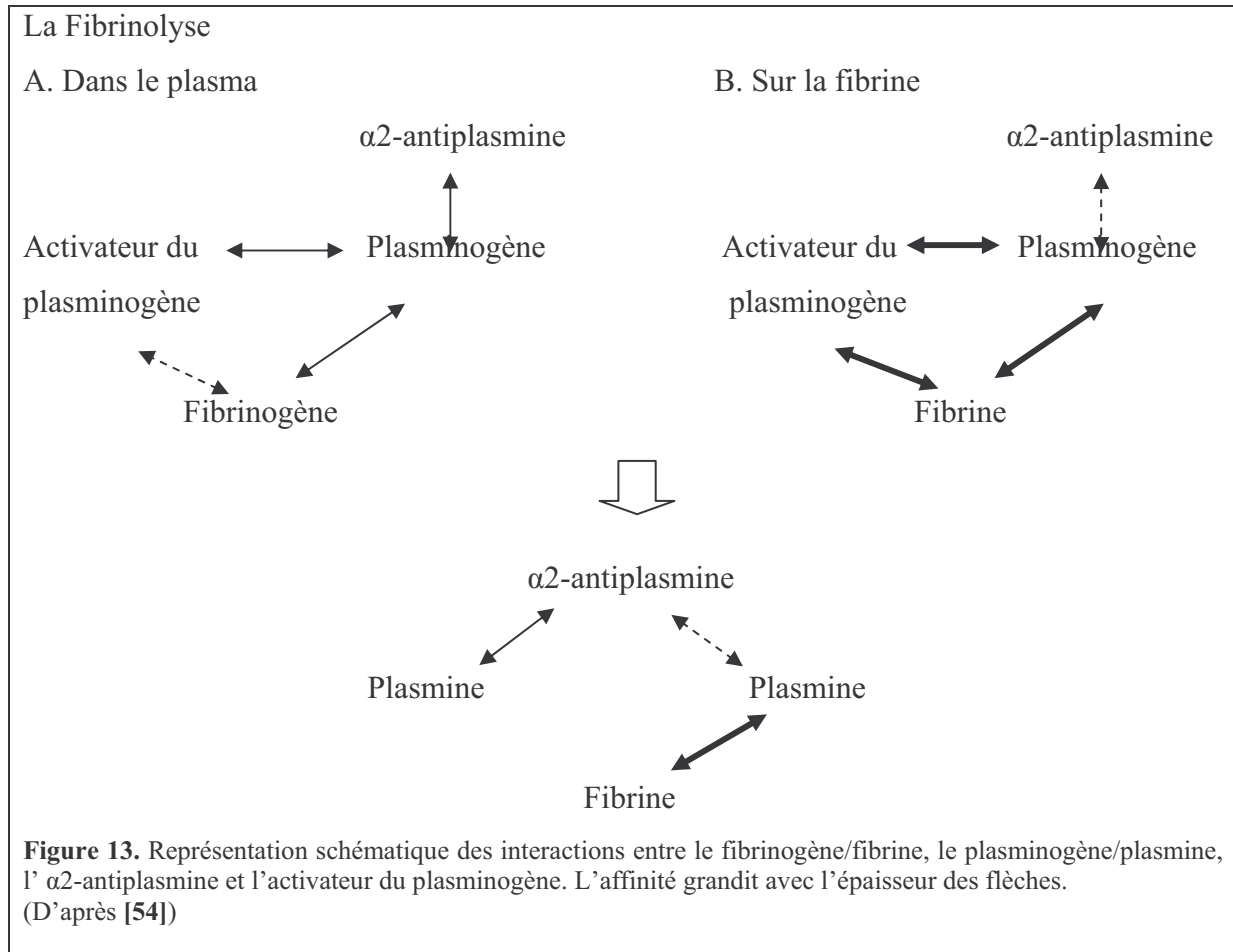 La Fibrinolyse
A. Dans le plasma
B. Sur la fibrine
α2-antiplasmine
Activateur du
plasminogène
Plasminogène
Fibrinogène
α2-antiplasmine
Activateur du
plasminogène
Plasminogène
Fibrine
α2-antiplasmine
Plasmine
Plasmine
Fibrine
Figure 13. Représentation schématique des interactions entre le fibrinogène/fibrine, le plasminogène/plasmine,
l’ α2-antiplasmine et l’activateur du plasminogène. L’affinité grandit avec l’épaisseur des flèches.
(D’après [54])